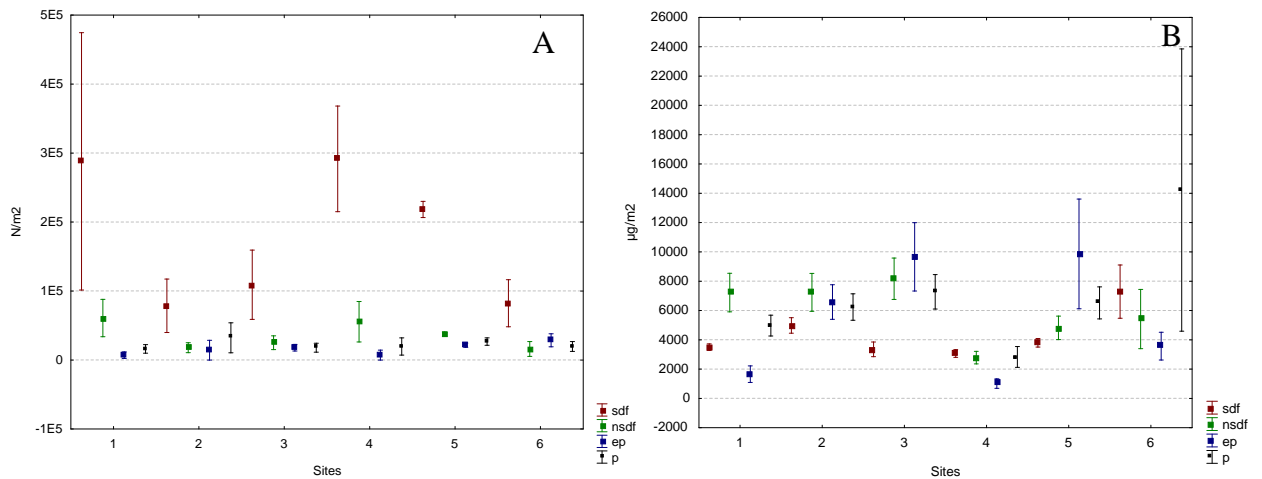 A
5E5
4E5
3E5
2E5
1E5
0
-1E5
N/m2
1 2 3 4 5 6
Sites
sdf
nsdf
ep
p
B
26000
24000
22000
20000
18000
16000
14000
12000
10000
8000
6000
4000
2000
0
-2000
µg/m2
1 2 3 4 5 6
Sites
sdf
nsdf
ep
p